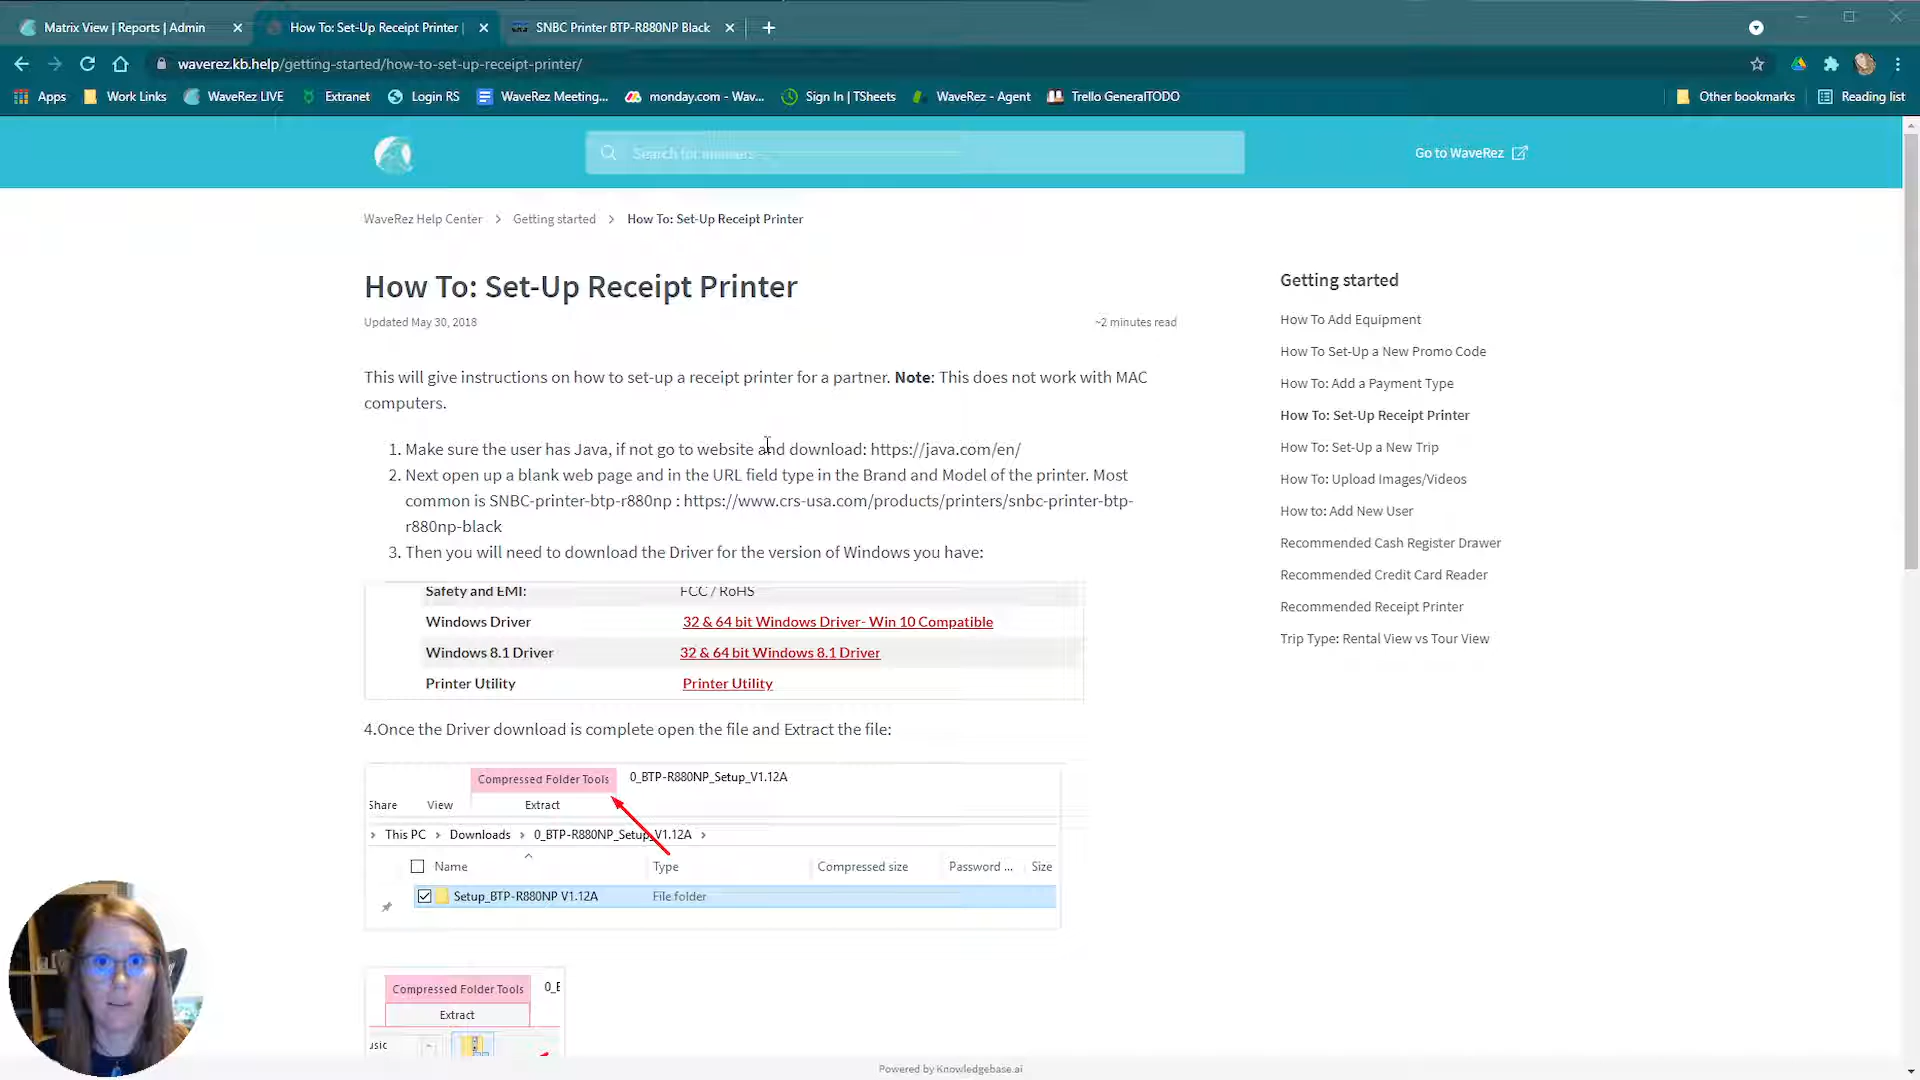 Matrix View | Reports | Admin
How To: Set-Up Receipt Printer |
SNBC Printer BTP-R880NP Black
waverez.kb.help/getting-started/how-to-set-up-receipt-printer/
Apps
Work Links
WaveRez LIVE
Extranet
Login RS
WaveRez Meeting...
monday.com - Wav...
Sign In | TSheets
WaveRez - Agent
Trello GeneralTODO
Other bookmarks
Reading list
Search for answers
Go to WaveRez
WaveRez Help Center > Getting started > How To: Set-Up Receipt Printer
How To: Set-Up Receipt Printer
Updated May 30, 2018
~2 minutes read
This will give instructions on how to set-up a receipt printer for a partner. Note: This does not work with MAC
computers.
1. Make sure the user has Java, if not go to website and download: https://java.com/en/
2. Next open up a blank web page and in the URL field type in the Brand and Model of the printer. Most
common is SNBC-printer-btp-r880np : https://www.crs-usa.com/products/printers/snbc-printer-btp-
r880np-black
3. Then you will need to download the Driver for the version of Windows you have:
Safety and EMI: FCC / RoHS
Windows Driver 32 & 64 bit Windows Driver- Win 10 Compatible
Windows 8.1 Driver 32 & 64 bit Windows 8.1 Driver
Printer Utility Printer Utility
4.Once the Driver download is complete open the file and Extract the file:
Compressed Folder Tools 0_BTP-R880NP_Setup_V1.12A
Share View Extract
> This PC > Downloads > 0_BTP-R880NP_Setup_V1.12A >
Name Type Compressed size Password ... Size
Setup_BTP-R880NP V1.12A File folder
Compressed Folder Tools 0_E
Extract
usic
Getting started
How To Add Equipment
How To Set-Up a New Promo Code
How To: Add a Payment Type
How To: Set-Up Receipt Printer
How To: Set-Up a New Trip
How To: Upload Images/Videos
How to: Add New User
Recommended Cash Register Drawer
Recommended Credit Card Reader
Recommended Receipt Printer
Trip Type: Rental View vs Tour View
Powered by Knowledgebase.ai